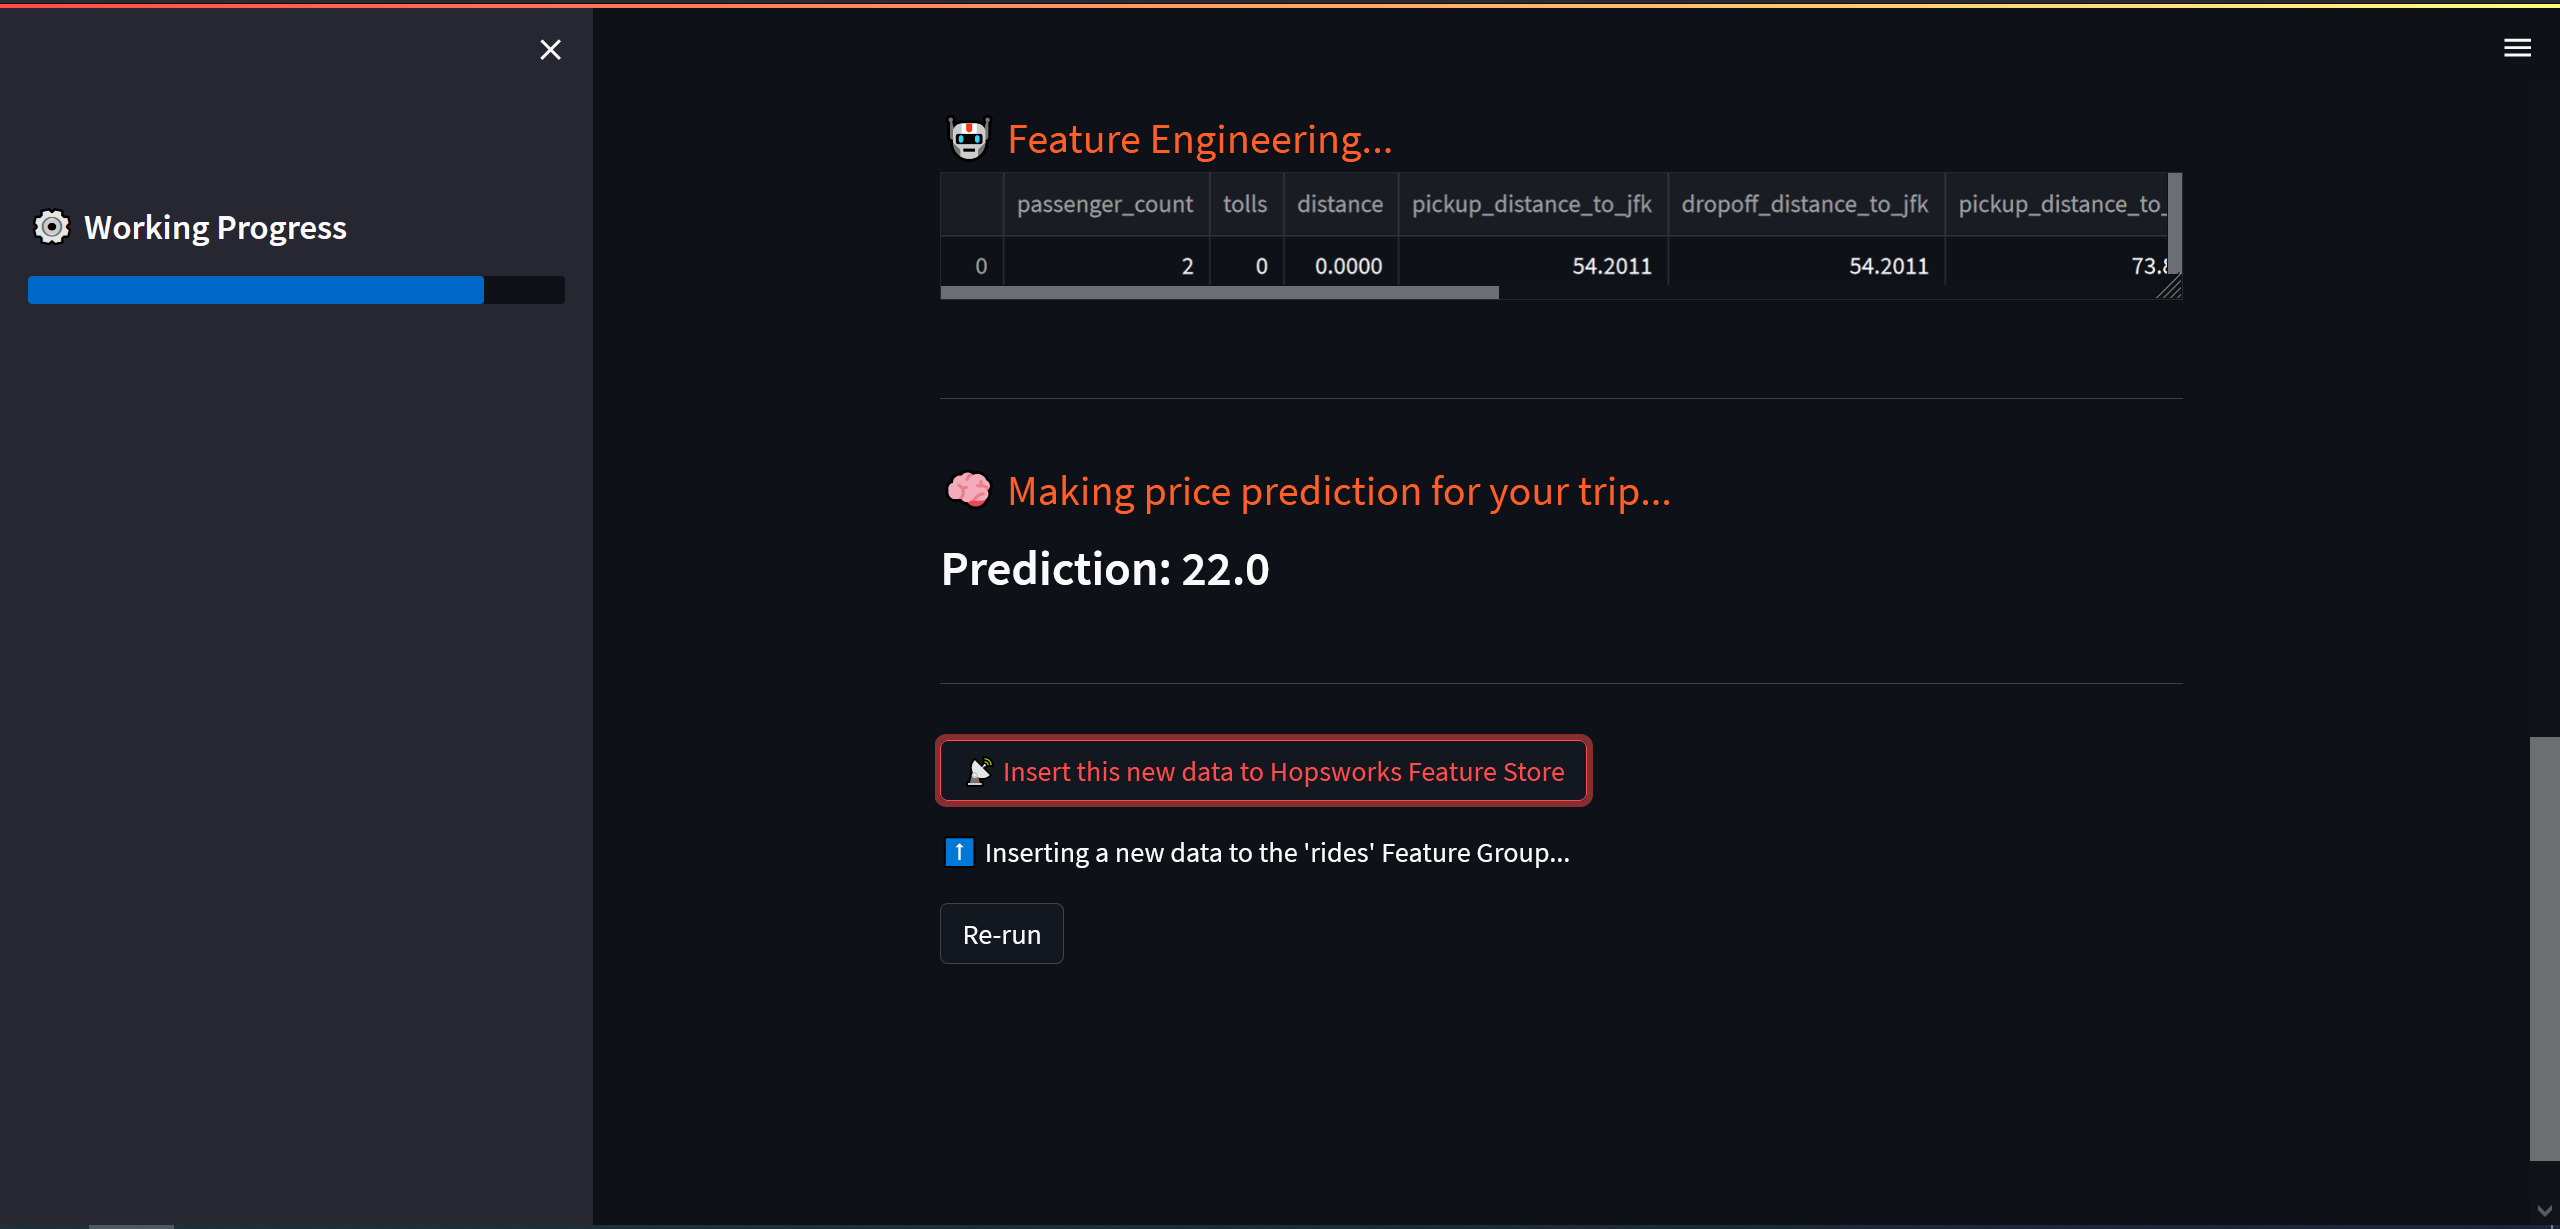 Working Progress
Feature Engineering...
passenger_count tolls distance pickup_distance_to_jfk dropoff_distance_to_jfk pickup_distance_to_
0 2 0 0.0000 54.2011 54.2011 73.8
Making price prediction for your trip...
Prediction: 22.0
Insert this new data to Hopsworks Feature Store
Inserting a new data to the 'rides' Feature Group...
Re-run